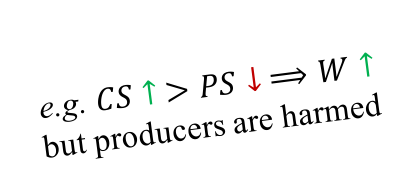 e.g. CS ↑ > PS ↓ ⟹ W ↑
but producers are harmed